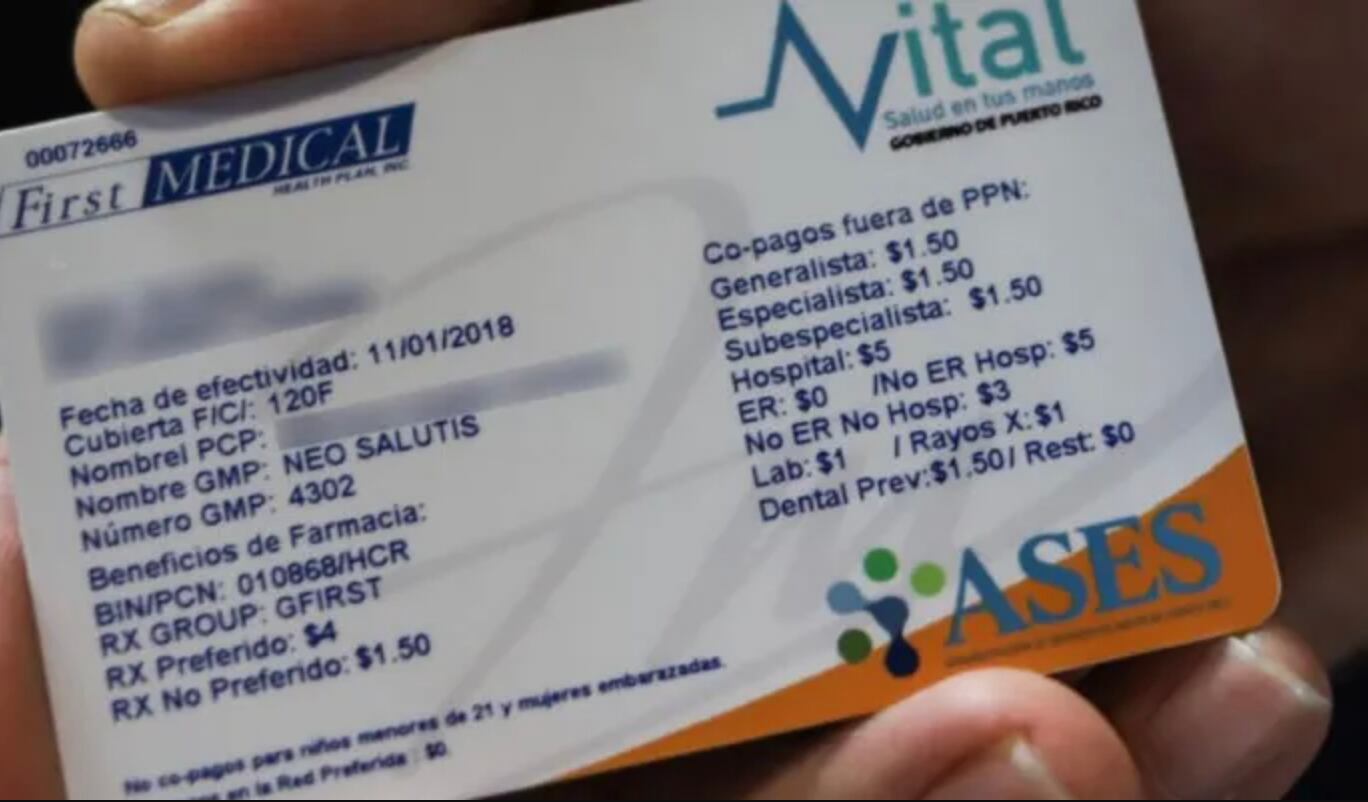 00072666
First MEDICAL
HEALTH PLAN, INC.
Vital
Salud en tus manos
GOBIERNO DE PUERTO RICO
Fecha de efectividad: 11/01/2018
Cubierta F/C/: 120F
Nombrel PCP:
Nombre GMP: NEO SALUTIS
Número GMP: 4302
Beneficios de Farmacia:
BIN/PCN: 010868/HCR
RX GROUP: GFIRST
RX Preferido: $4
RX No Preferido: $1.50
No co-pagos para niños menores de 21 y mujeres embarazadas.
en la Red Preferida : $0.
Co-pagos fuera de PPN:
Generalista: $1.50
Especialista: $1.50
Subespecialista: $1.50
Hospital: $5
ER: $0 /No ER Hosp: $5
No ER No Hosp: $3
Lab: $1 / Rayos X: $1
Dental Prev:$1.50/ Rest: $0
ASES